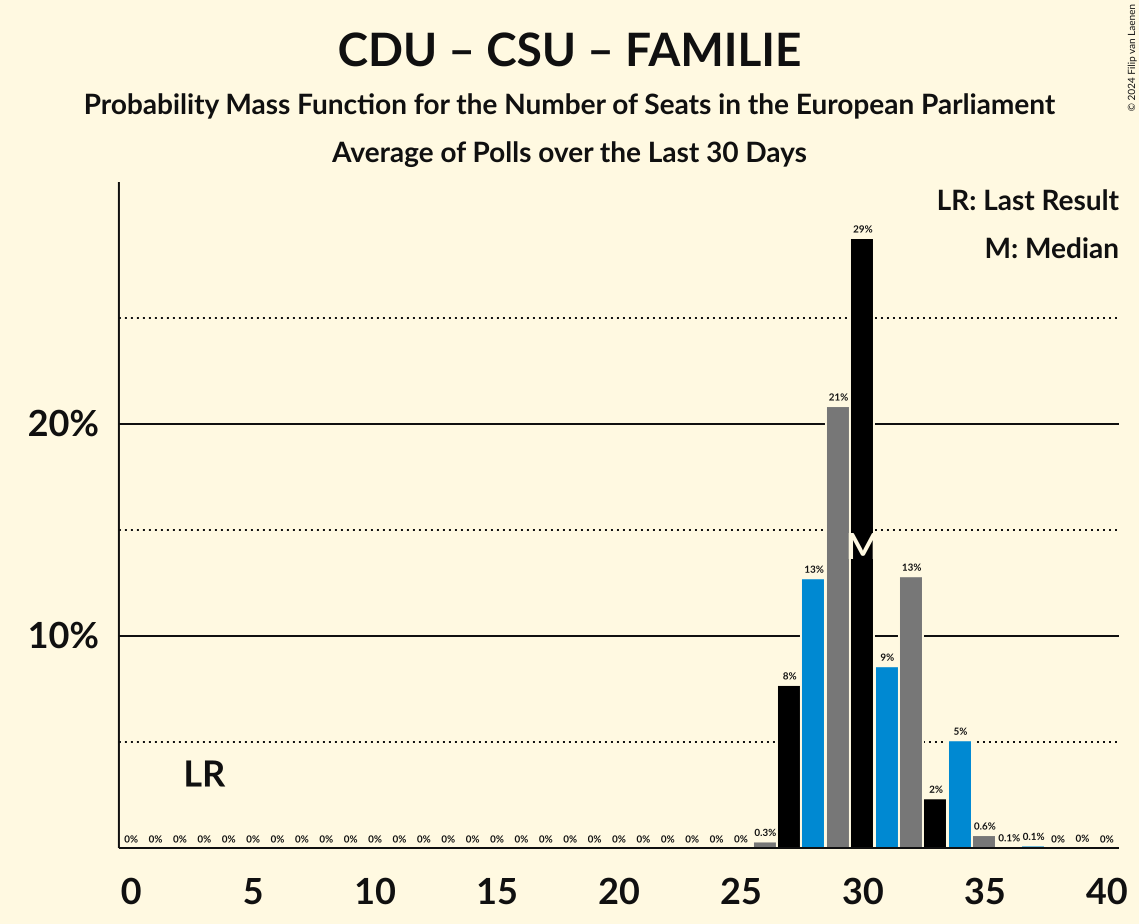 CDU – CSU – FAMILIE
Probability Mass Function for the Number of Seats in the European Parliament
Average of Polls over the Last 30 Days
© 2024 Filip van Laenen
LR: Last Result
M: Median
29%
21%
20%
M
13% 13%
10%
9%
8%
5%
LR
2%
0% 0% 0% 0% 0% 0% 0% 0% 0% 0% 0% 0% 0% 0% 0% 0% 0% 0% 0% 0% 0% 0% 0% 0% 0% 0% 0.3% 0.6% 0.1% 0.1% 0% 0% 0%
0 5 10 15 20 25 30 35 40